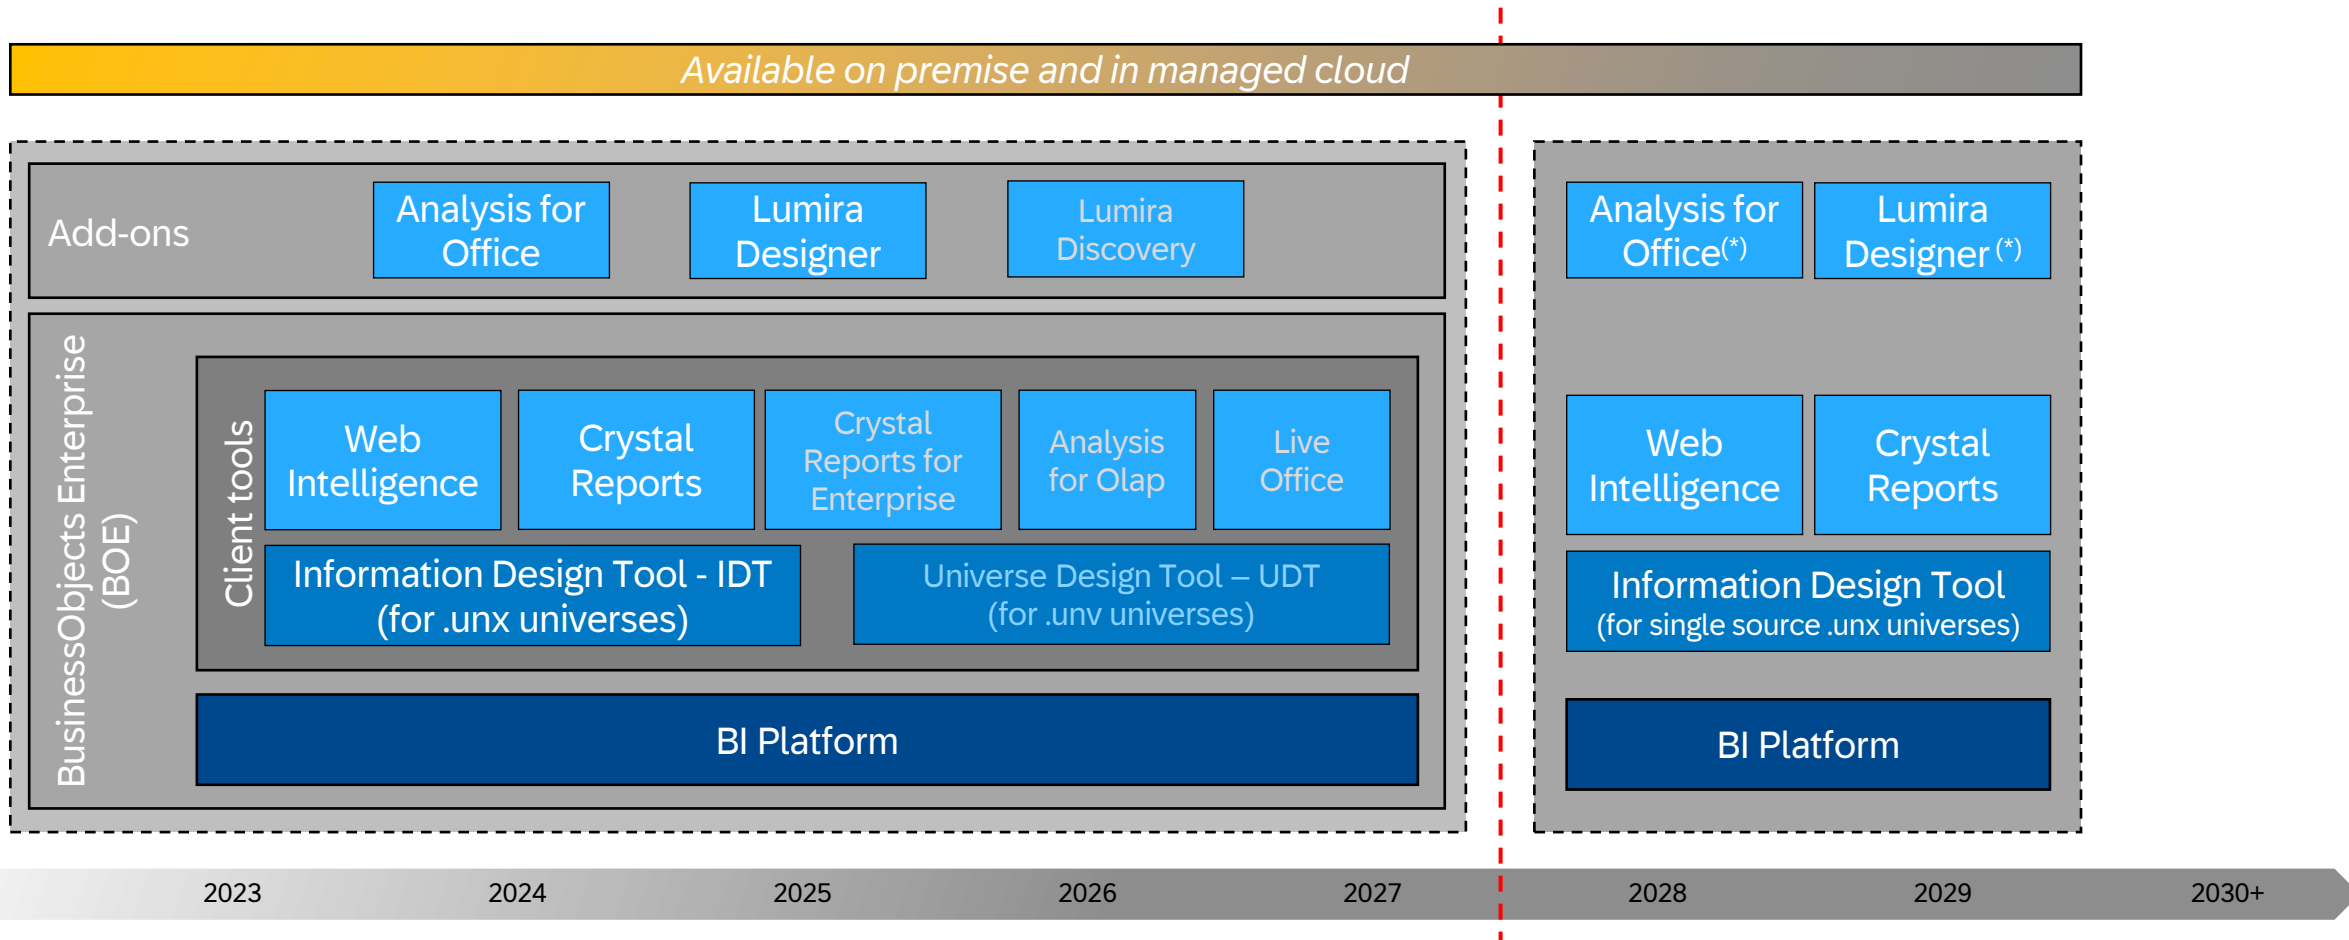 Available on premise and in managed cloud
Add-ons
Analysis for
Office
Lumira
Designer
Lumira
Discovery
BusinessObjects Enterprise
(BOE)
Client tools
Web
Intelligence
Crystal
Reports
Crystal
Reports for
Enterprise
Analysis
for Olap
Live
Office
Information Design Tool - IDT
(for .unx universes)
Universe Design Tool – UDT
(for .unv universes)
BI Platform
Analysis for
Office(*)
Lumira
Designer (*)
Web
Intelligence
Crystal
Reports
Information Design Tool
(for single source .unx universes)
BI Platform
2023
2024
2025
2026
2027
2028
2029
2030+